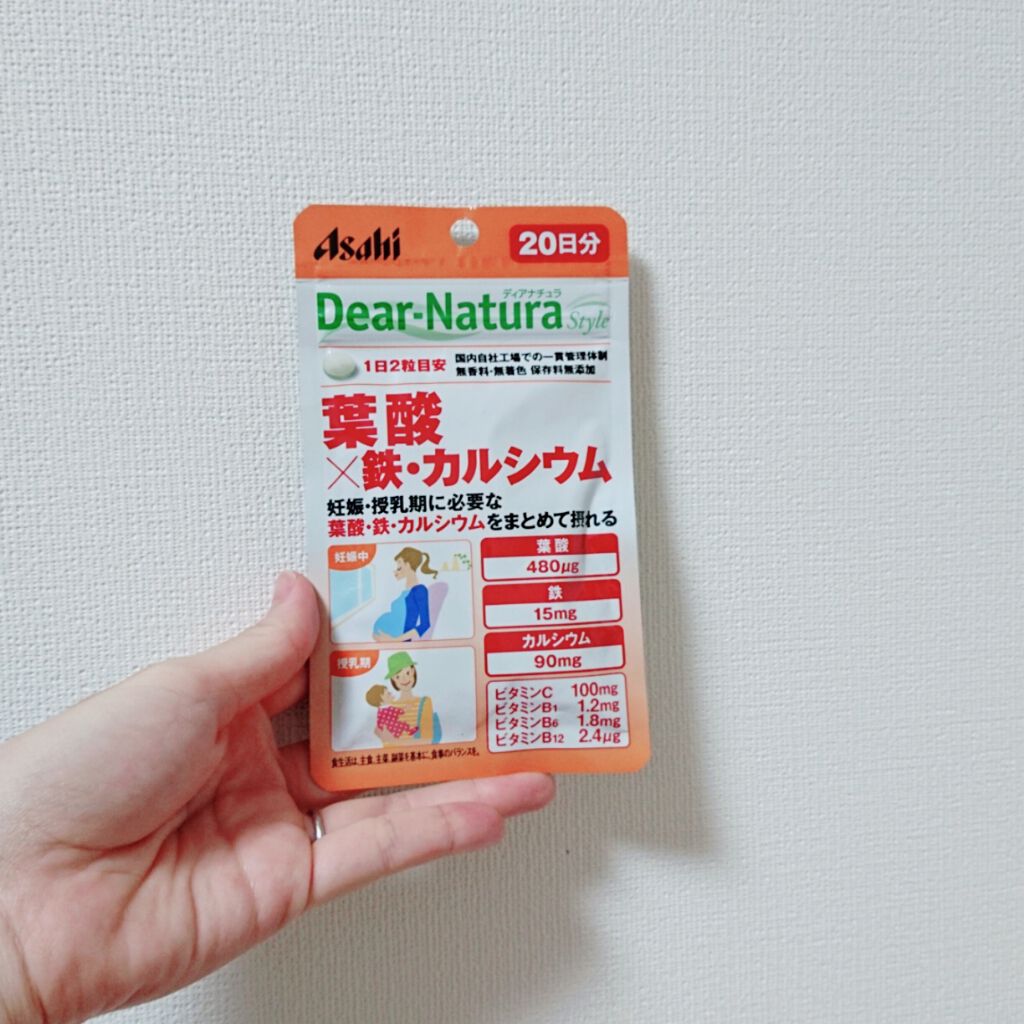 Asahi
20日分
ディアナチュラ
Dear-Natura Style
1日2粒目安
国内自社工場での一貫管理体制
無香料・無着色 保存料無添加
葉酸
×鉄・カルシウム
妊娠・授乳期に必要な
葉酸・鉄・カルシウムをまとめて摂れる
妊娠中
葉酸
480μg
鉄
15mg
カルシウム
90mg
授乳期
ビタミンC 100mg
ビタミンB1 1.2mg
ビタミンB6 1.8mg
ビタミンB12 2.4μg
食生活は、主食、主菜、副菜を基本に、食事のバランスを。